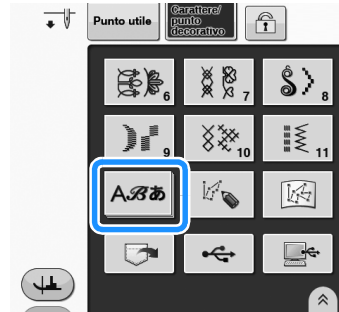 Punto utile
Carattere/
punto
decorativo
6
7
8
9
10
11
Aℬあ